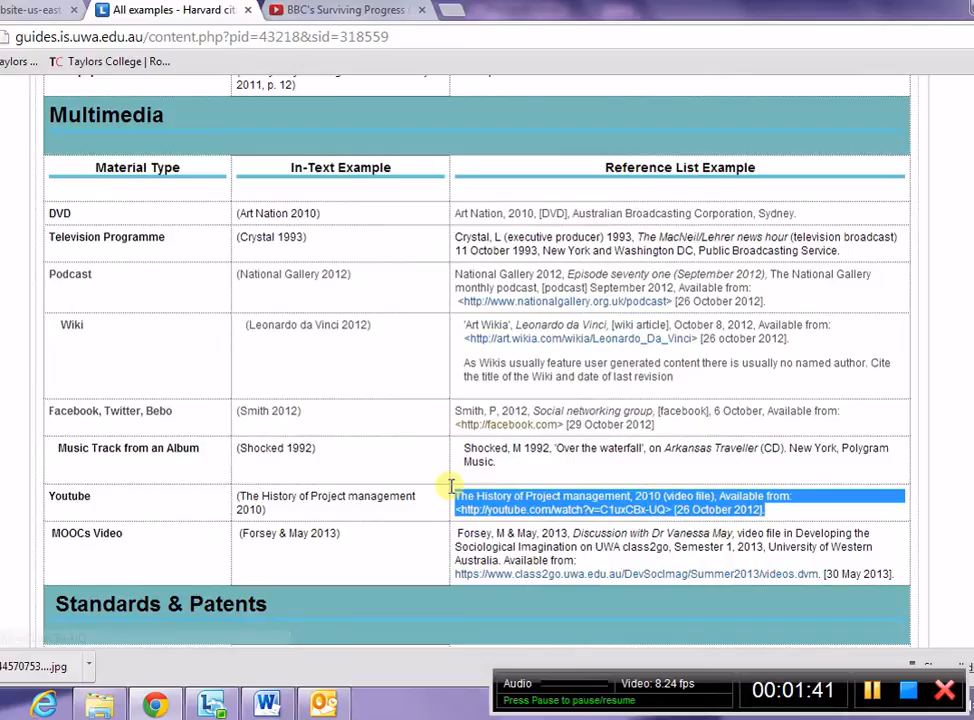 bsite-us-east × All examples - Harvard cit × BBC's Surviving Progress ×
guides.is.uwa.edu.au/content.php?pid=43218&sid=318559
aylors ... TC Taylors College | Ro...
2011, p. 12)
Multimedia
Material Type In-Text Example Reference List Example
DVD (Art Nation 2010) Art Nation, 2010, [DVD], Australian Broadcasting Corporation, Sydney.
Television Programme (Crystal 1993) Crystal, L (executive producer) 1993, The MacNeil/Lehrer news hour (television broadcast)
11 October 1993, New York and Washington DC, Public Broadcasting Service.
Podcast (National Gallery 2012) National Gallery 2012, Episode seventy one (September 2012), The National Gallery
monthly podcast, [podcast] September 2012, Available from:
<http://www.nationalgallery.org.uk/podcast> [26 October 2012].
Wiki (Leonardo da Vinci 2012) 'Art Wikia', Leonardo da Vinci, [wiki article], October 8, 2012, Available from:
<http://art.wikia.com/wikia/Leonardo_Da_Vinci> [26 october 2012].
As Wikis usually feature user generated content there is usually no named author. Cite
the title of the Wiki and date of last revision
Facebook, Twitter, Bebo (Smith 2012) Smith, P, 2012, Social networking group, [facebook], 6 October, Available from:
<http://facebook.com> [29 October 2012]
Music Track from an Album (Shocked 1992) Shocked, M 1992, 'Over the waterfall', on Arkansas Traveller (CD). New York, Polygram
Music.
Youtube (The History of Project management The History of Project management, 2010 (video file), Available from:
2010) <http://youtube.com/watch?v=C1uxCBx-UQ> [26 October 2012].
MOOCs Video (Forsey & May 2013) Forsey, M & May, 2013, Discussion with Dr Vanessa May, video file in Developing the
Sociological Imagination on UWA class2go, Semester 1, 2013, University of Western
Australia. Available from:
https://www.class2go.uwa.edu.au/DevSocImag/Summer2013/videos.dvm. [30 May 2013].
Standards & Patents
44570753....jpg
Audio Video: 8.24 fps
Press Pause to pause/resume
00:01:41